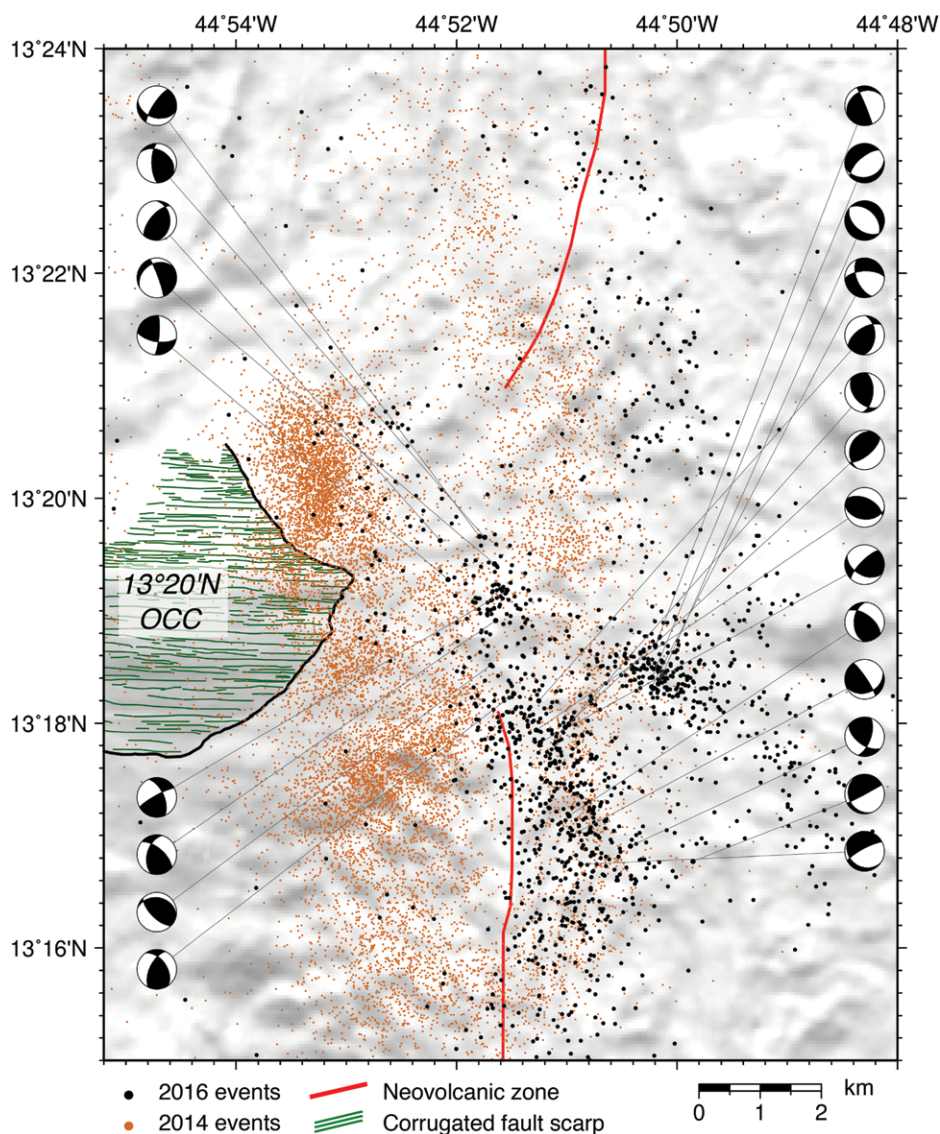 44˚54'W 44˚52'W 44˚50'W 44˚48'W
13˚24'N
13˚22'N
13˚20'N
13˚18'N
13˚16'N
13°20'N
OCC
2016 events
2014 events
Neovolcanic zone
Corrugated fault scarp
km
0 1 2